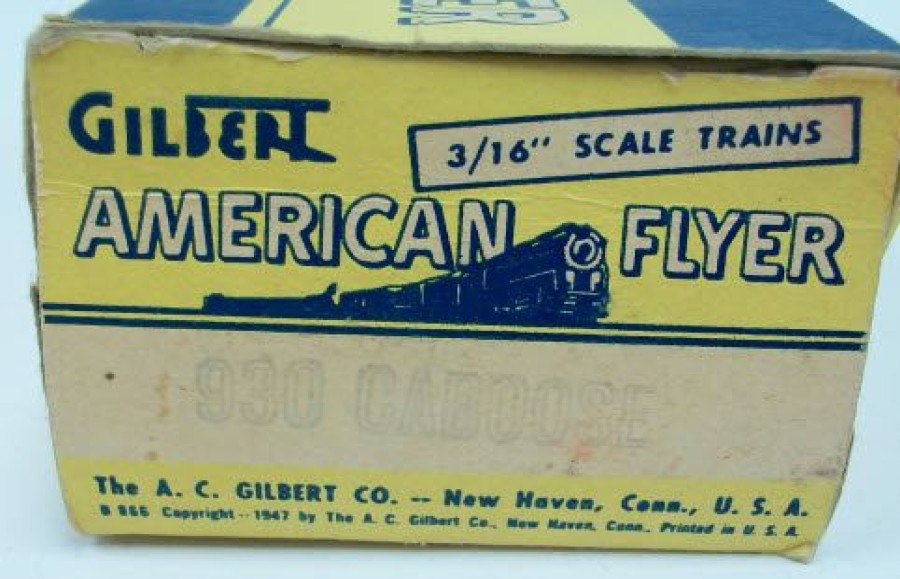 ER
GILBERT
3/16" SCALE TRAINS
AMERICAN FLYER
930 CABOOSE
The A. C. GILBERT CO. -- New Haven, Conn., U. S. A.
Copyright -- 1947 by The A. C. Gilbert Co., New Haven, Conn. Printed in U. S. A.